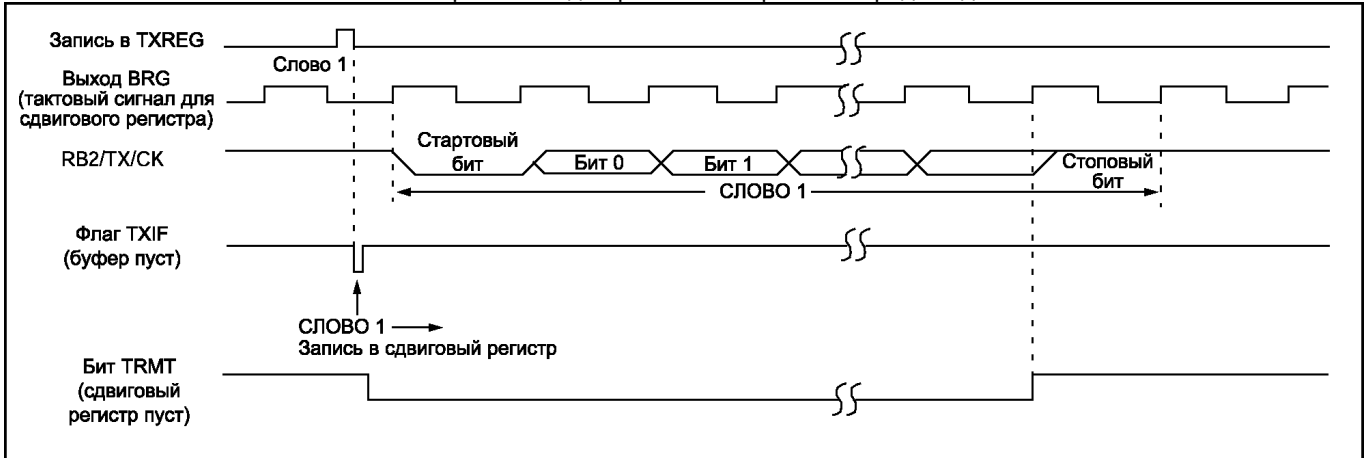 Запись в TXREG
Слово 1
Выход BRG
(тактовый сигнал для
сдвигового регистра)
RB2/TX/CK
Стартовый
бит
Бит 0
Бит 1
Стоповый
бит
СЛОВО 1
Флаг TXIF
(буфер пуст)
СЛОВО 1
Запись в сдвиговый регистр
Бит TRMT
(сдвиговый
регистр пуст)